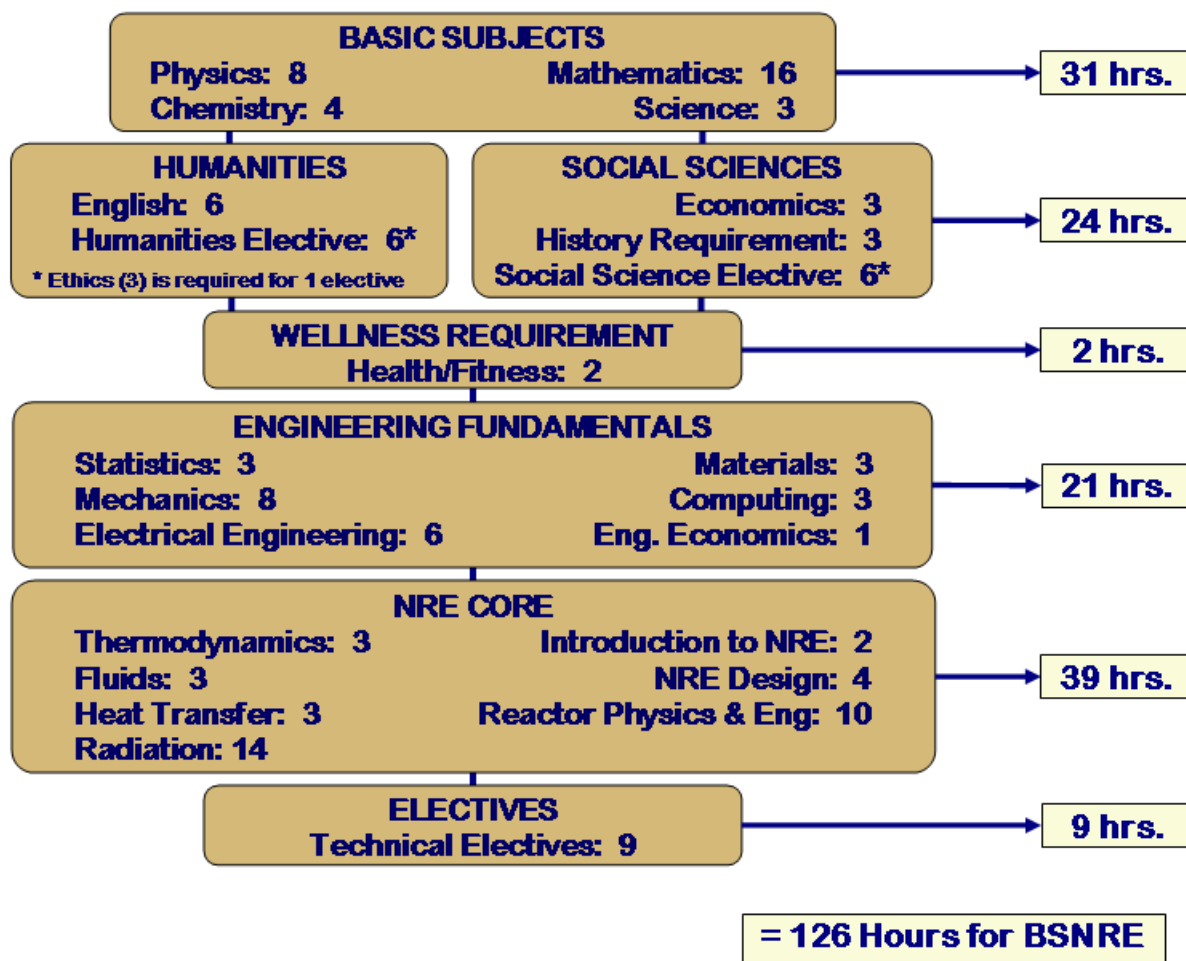 BASIC SUBJECTS
Physics: 8
Mathematics: 16
Chemistry: 4
Science: 3
31 hrs.
HUMANITIES
English: 6
Humanities Elective: 6*
* Ethics (3) is required for 1 elective
SOCIAL SCIENCES
Economics: 3
History Requirement: 3
Social Science Elective: 6*
24 hrs.
WELLNESS REQUIREMENT
Health/Fitness: 2
2 hrs.
ENGINEERING FUNDAMENTALS
Statistics: 3
Materials: 3
Mechanics: 8
Computing: 3
Electrical Engineering: 6
Eng. Economics: 1
21 hrs.
NRE CORE
Thermodynamics: 3
Introduction to NRE: 2
Fluids: 3
NRE Design: 4
Heat Transfer: 3
Reactor Physics & Eng: 10
Radiation: 14
39 hrs.
ELECTIVES
Technical Electives: 9
9 hrs.
= 126 Hours for BSNRE